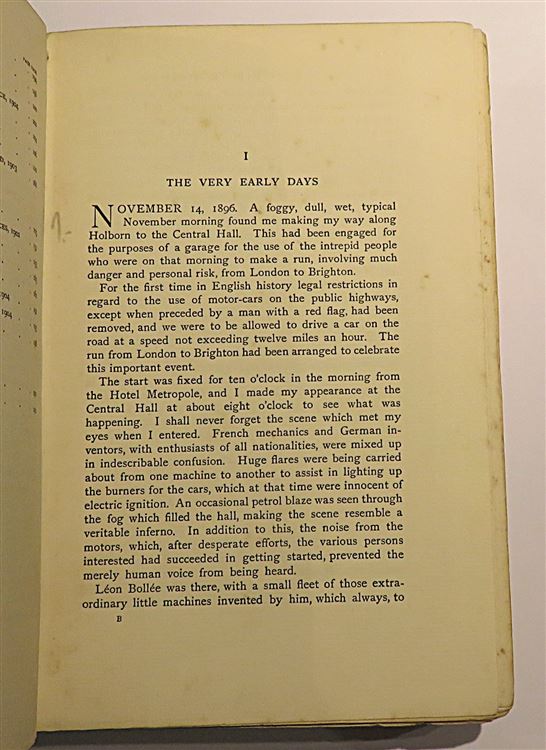 I
THE VERY EARLY DAYS
NOVEMBER 14, 1896. A foggy, dull, wet, typical
November morning found me making my way along
Holborn to the Central Hall. This had been engaged for
the purposes of a garage for the use of the intrepid people
who were on that morning to make a run, involving much
danger and personal risk, from London to Brighton.
For the first time in English history legal restrictions in
regard to the use of motor-cars on the public highways,
except when preceded by a man with a red flag, had been
removed, and we were to be allowed to drive a car on the
road at a speed not exceeding twelve miles an hour. The
run from London to Brighton had been arranged to celebrate
this important event.
The start was fixed for ten o'clock in the morning from
the Hotel Metropole, and I made my appearance at the
Central Hall at about eight o'clock to see what was
happening. I shall never forget the scene which met my
eyes when I entered. French mechanics and German in-
ventors, with enthusiasts of all nationalities, were mixed up
in indescribable confusion. Huge flares were being carried
about from one machine to another to assist in lighting up
the burners for the cars, which at that time were innocent of
electric ignition. An occasional petrol blaze was seen through
the fog which filled the hall, making the scene resemble a
veritable inferno. In addition to this, the noise from the
motors, which, after desperate efforts, the various persons
interested had succeeded in getting started, prevented the
merely human voice from being heard.
Léon Bollée was there, with a small fleet of those extra-
ordinary little machines invented by him, which always, to
B